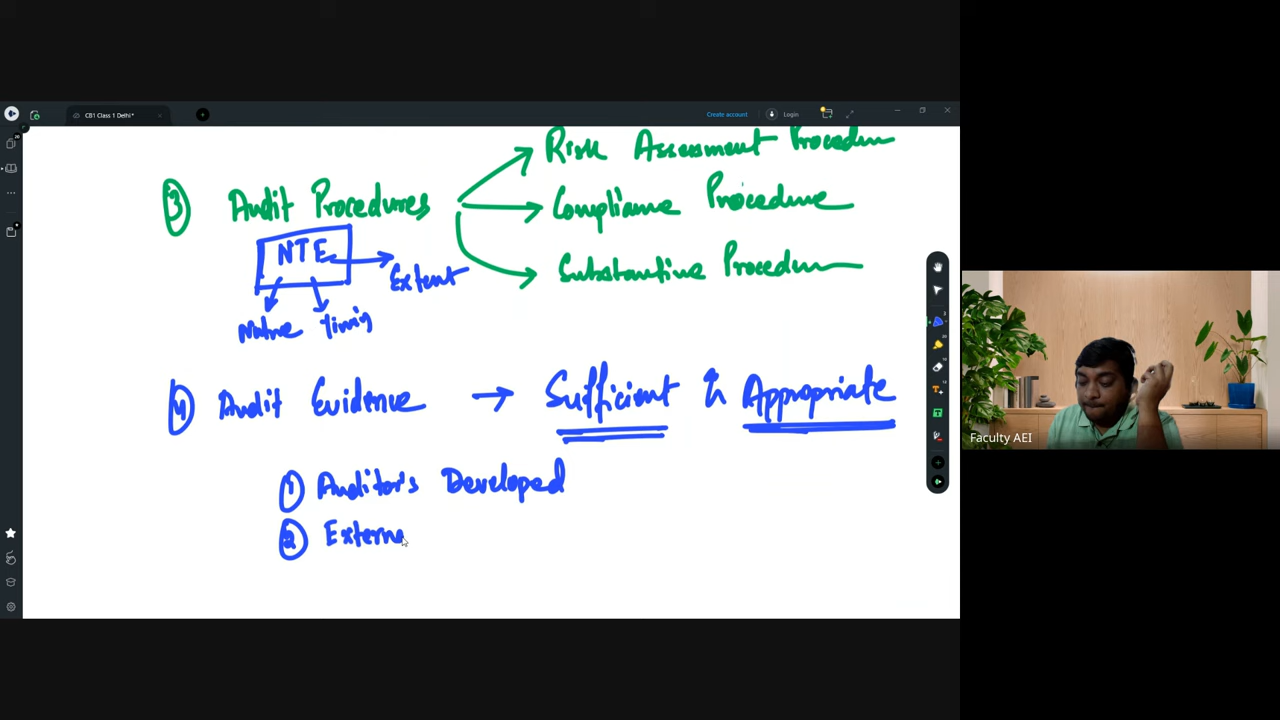 CB1 Class 1 Delhi*
Create account
Login
Risk Assessment Procedure
③ Audit Procedures
Compliance Procedure
NTE
Extent
Substantive Procedure
Nature Timing
④ Audit Evidence → Sufficient & Appropriate
① Auditor's Developed
② Externa
Faculty AEI